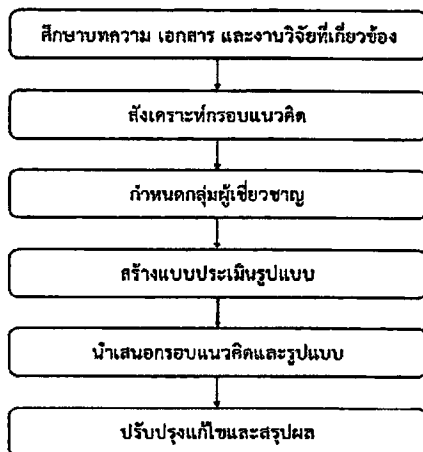 ศึกษาบทความ เอกสาร และงานวิจัยที่เกี่ยวข้อง
สังเคราะห์กรอบแนวคิด
กำหนดกลุ่มผู้เชี่ยวชาญ
สร้างแบบประเมินรูปแบบ
นำเสนอกรอบแนวคิดและรูปแบบ
ปรับปรุงแก้ไขและสรุปผล